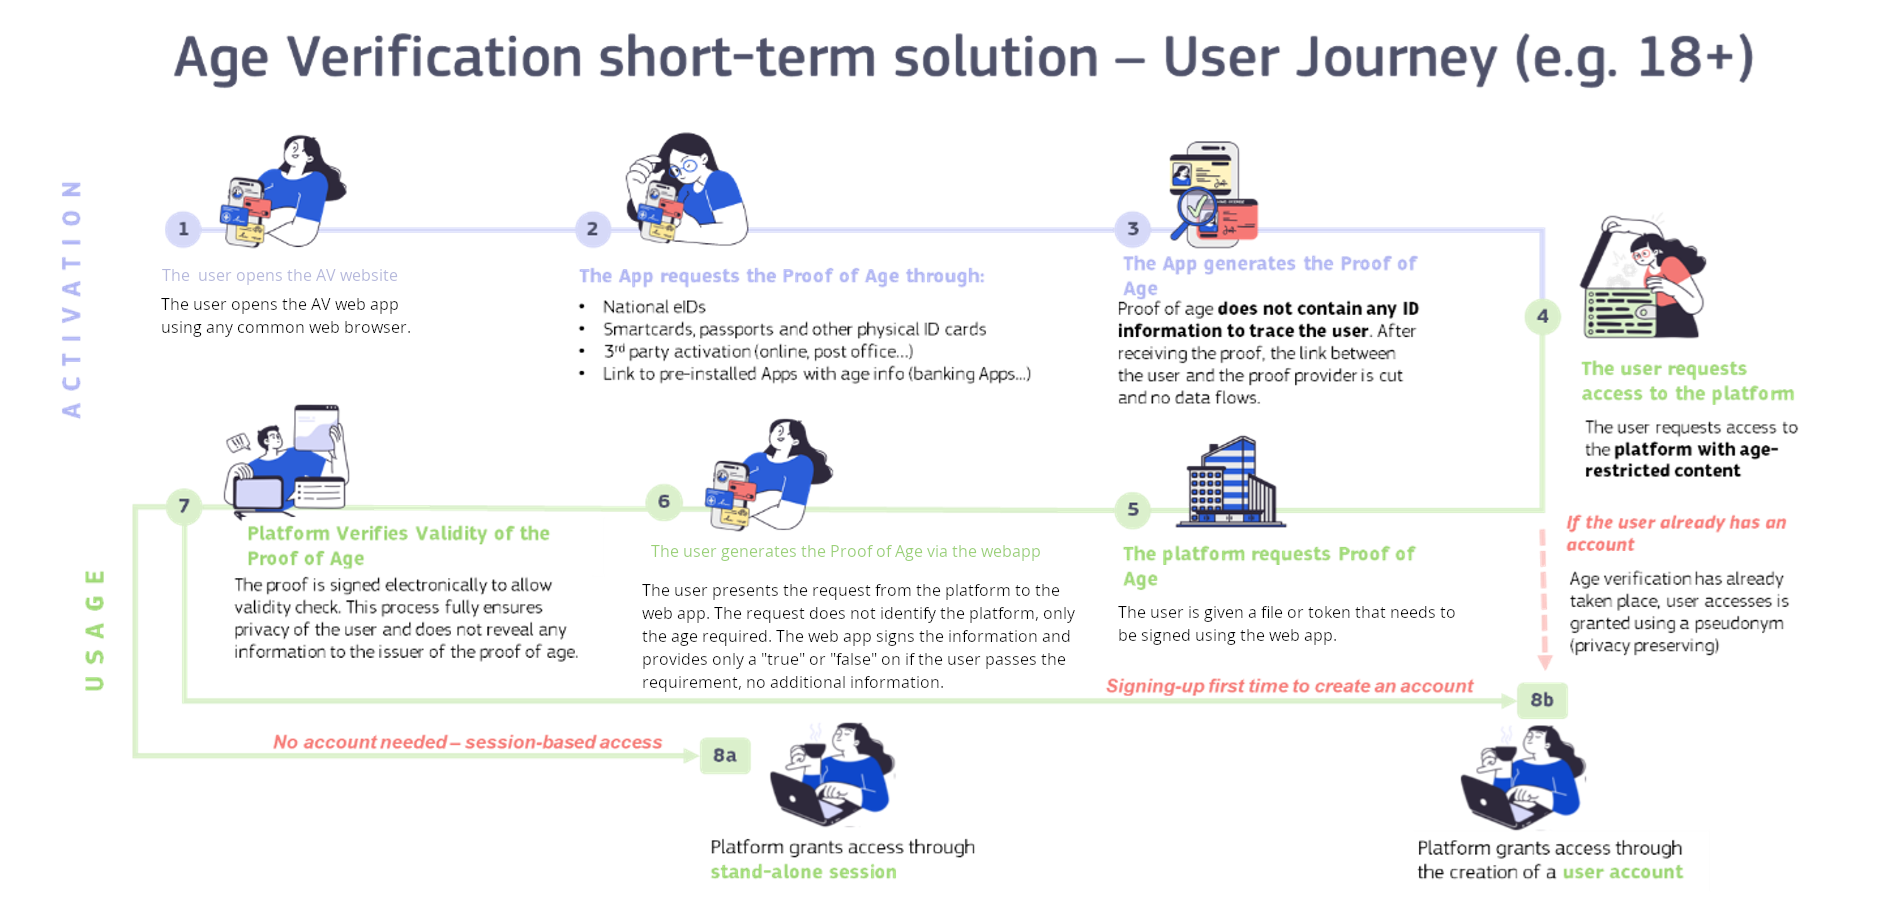 Age Verification short-term solution – User Journey (e.g. 18+)
ACTIVATION
1
The user opens the AV website
The user opens the AV web app
using any common web browser.
2
The App requests the Proof of Age through:
• National eIDs
• Smartcards, passports and other physical ID cards
• 3rd party activation (online, post office...)
• Link to pre-installed Apps with age info (banking Apps...)
3
The App generates the Proof of
Age
Proof of age does not contain any ID
information to trace the user. After
receiving the proof, the link between
the user and the proof provider is cut
and no data flows.
4
The user requests
access to the platform
The user requests access to
the platform with age-
restricted content
If the user already has an
account
Age verification has already
taken place, user accesses is
granted using a pseudonym
(privacy preserving)
USAGE
5
The platform requests Proof of
Age
The user is given a file or token that needs to
be signed using the web app.
6
The user generates the Proof of Age via the webapp
The user presents the request from the platform to the
web app. The request does not identify the platform, only
the age required. The web app signs the information and
provides only a "true" or "false" on if the user passes the
requirement, no additional information.
7
Platform Verifies Validity of the
Proof of Age
The proof is signed electronically to allow
validity check. This process fully ensures
privacy of the user and does not reveal any
information to the issuer of the proof of age.
Signing-up first time to create an account
8b
No account needed – session-based access
8a
Platform grants access through
stand-alone session
Platform grants access through
the creation of a user account